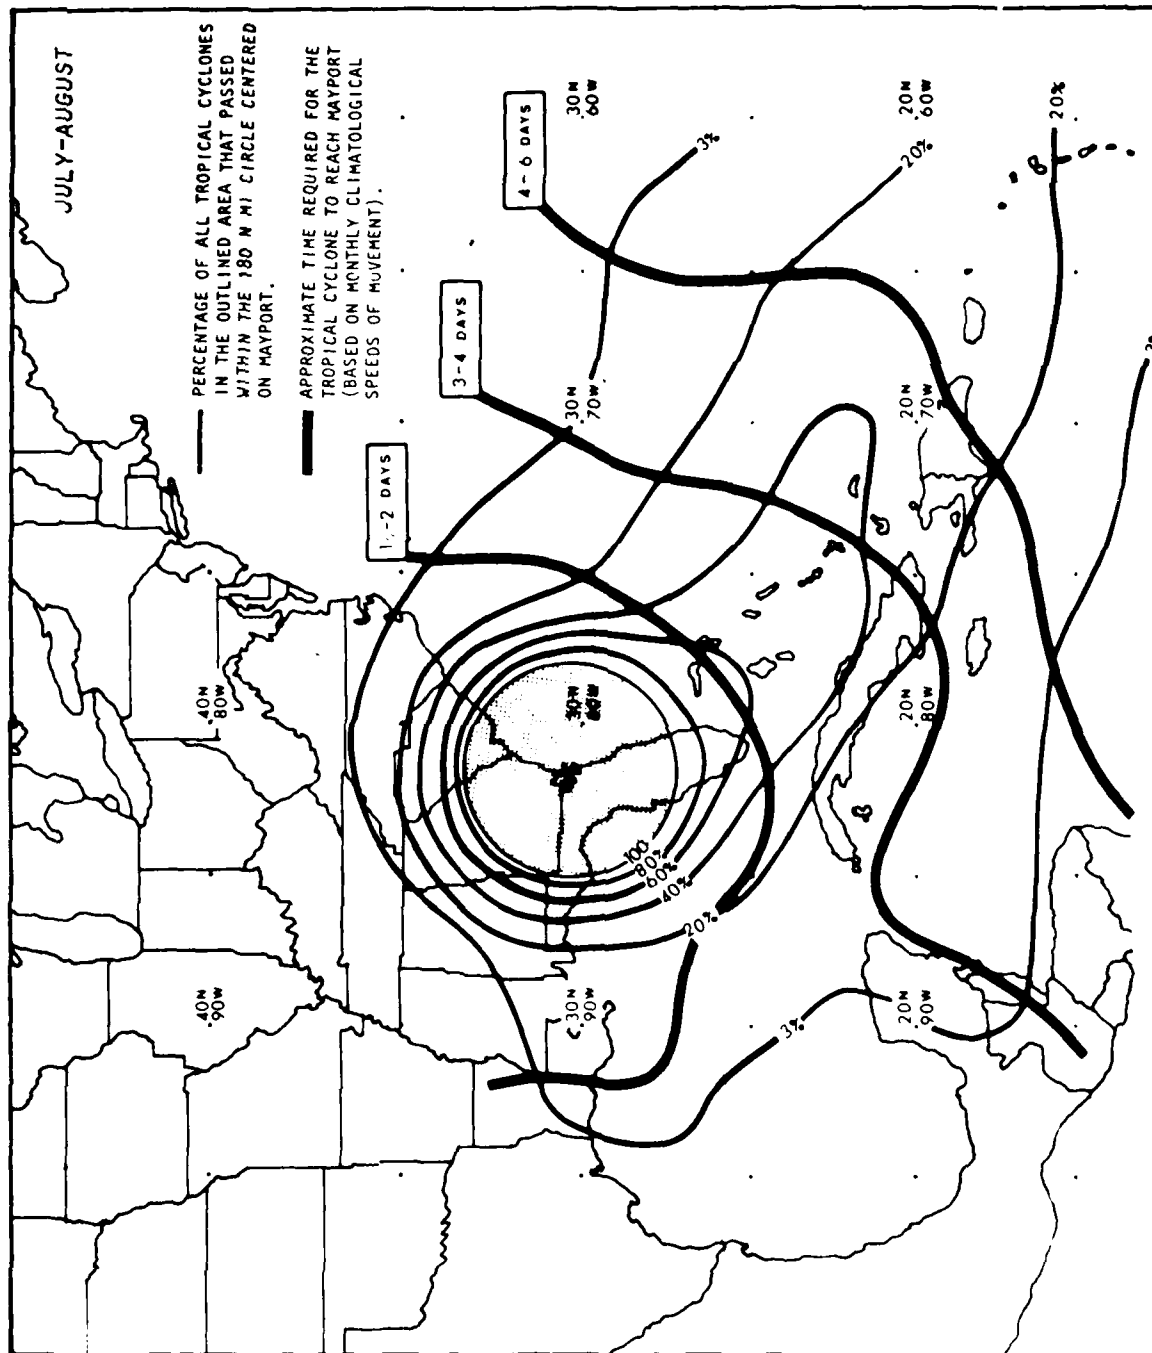 JULY-AUGUST
PERCENTAGE OF ALL TROPICAL CYCLONES
IN THE OUTLINED AREA THAT PASSED
WITHIN THE 180 N MI CIRCLE CENTERED
ON MAYPORT.
APPROXIMATE TIME REQUIRED FOR THE
TROPICAL CYCLONE TO REACH MAYPORT
(BASED ON MONTHLY CLIMATOLOGICAL
SPEEDS OF MOVEMENT).
-2 DAYS
3-4 DAYS
4-6 DAYS
40N
90W
40N
80W
30N
90W
30N
80W
30N
70W
30N
60W
20N
90W
20N
80W
20N
70W
20N
60W
100
80%
60%
40%
20%
3%
3%
20%
20%